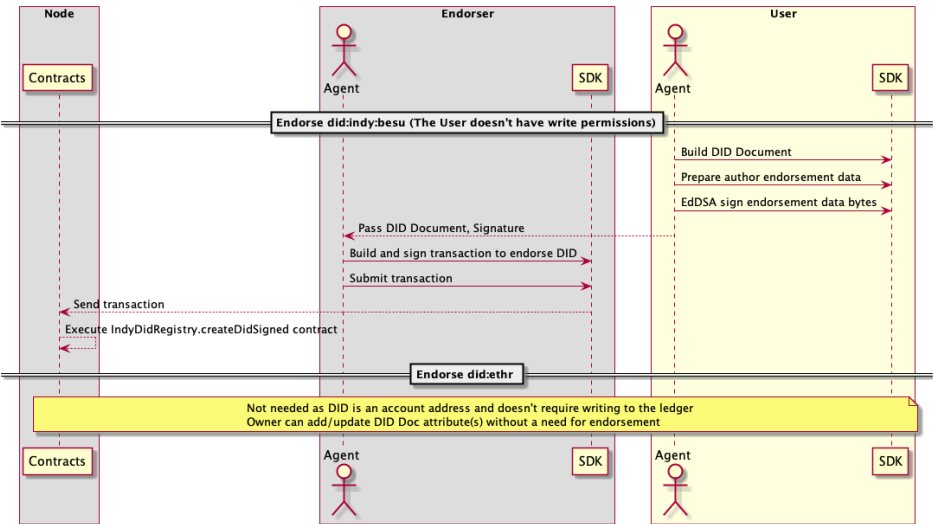 Node
Endorser
User
Contracts
Agent
SDK
Agent
SDK
Endorse did:indy:besu (The User doesn't have write permissions)
Build DID Document
Prepare author endorsement data
EdDSA sign endorsement data bytes
Pass DID Document, Signature
Build and sign transaction to endorse DID
Submit transaction
Send transaction
Execute IndyDidRegistry.createDidSigned contract
Endorse did:ethr
Not needed as DID is an account address and doesn't require writing to the ledger
Owner can add/update DID Doc attribute(s) without a need for endorsement
Contracts
Agent
SDK
Agent
SDK